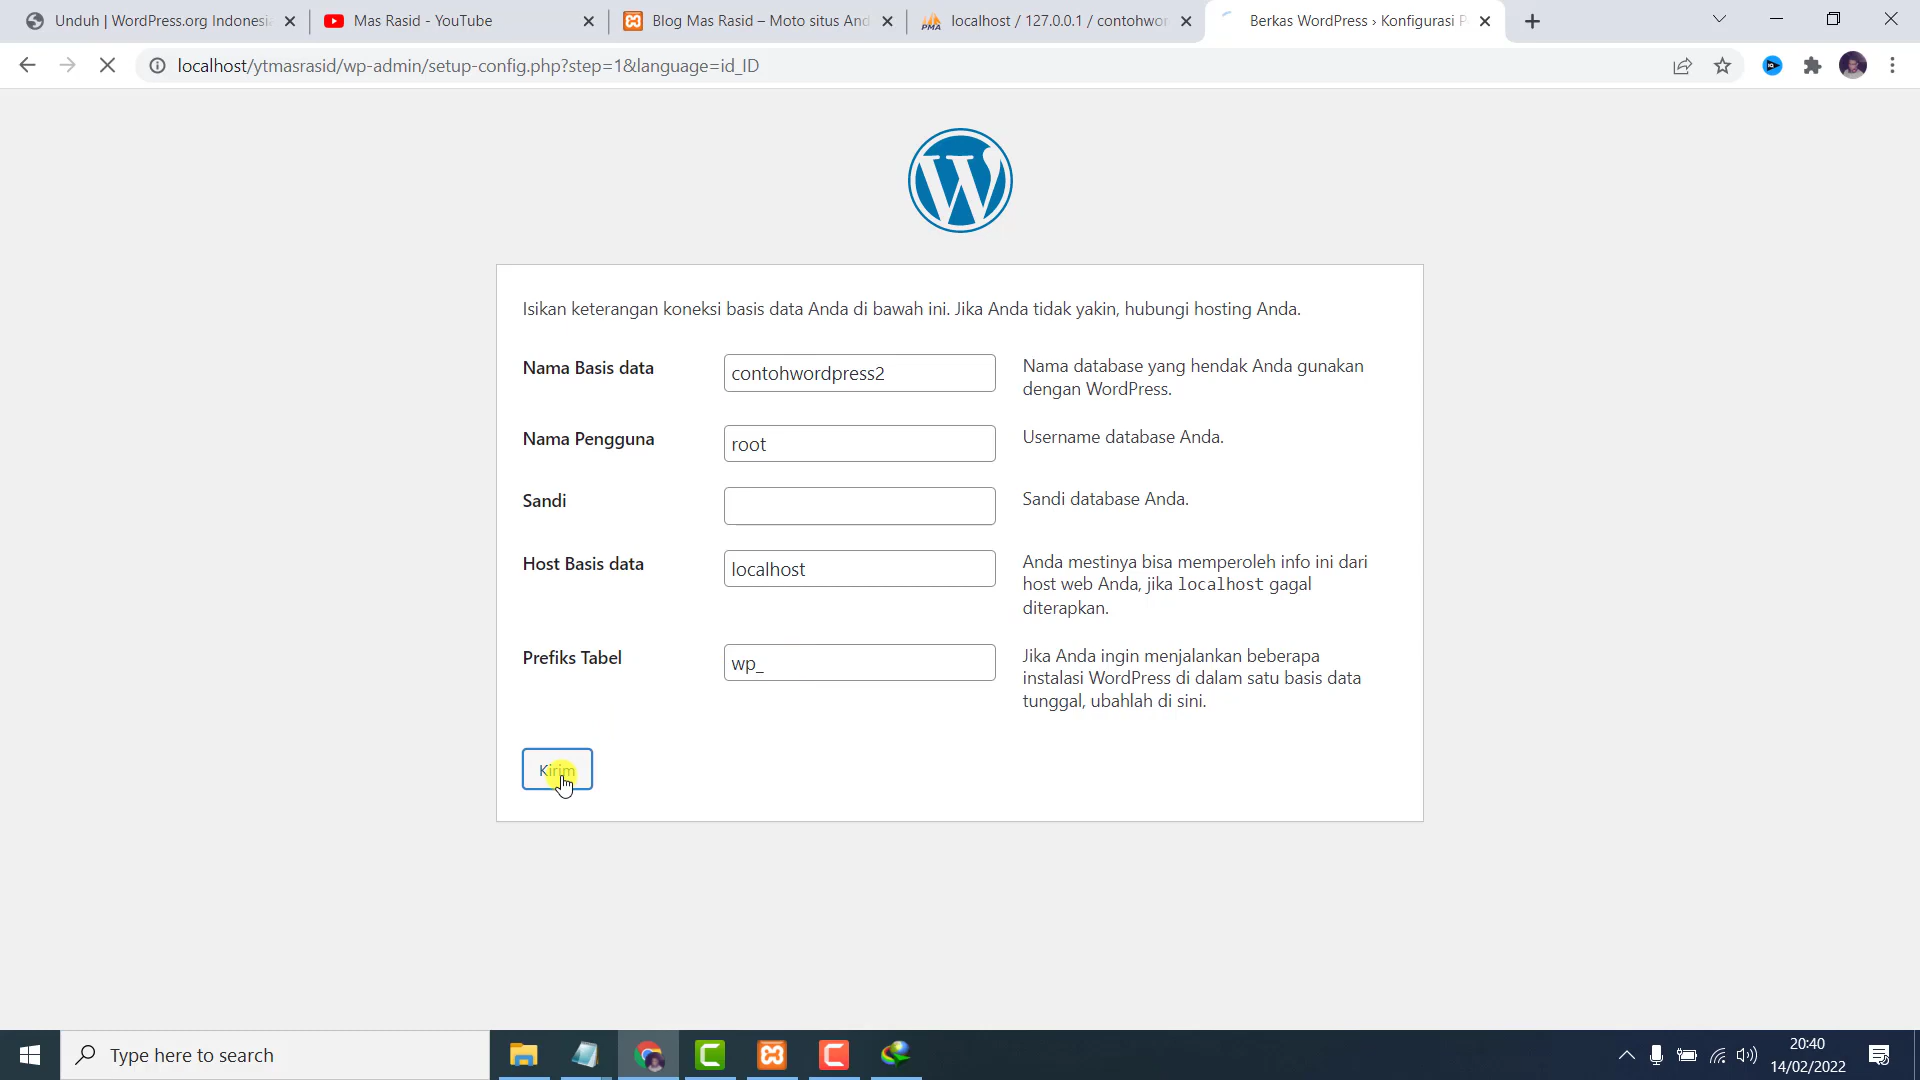 Unduh | WordPress.org Indonesi
Mas Rasid - YouTube
Blog Mas Rasid – Moto situs And
localhost / 127.0.0.1 / contohwor
Berkas WordPress › Konfigurasi P
localhost/ytmasrasid/wp-admin/setup-config.php?step=1&language=id_ID
Isikan keterangan koneksi basis data Anda di bawah ini. Jika Anda tidak yakin, hubungi hosting Anda.
Nama Basis data
contohwordpress2
Nama database yang hendak Anda gunakan
dengan WordPress.
Nama Pengguna
root
Username database Anda.
Sandi
Sandi database Anda.
Host Basis data
localhost
Anda mestinya bisa memperoleh info ini dari
host web Anda, jika localhost gagal
diterapkan.
Prefiks Tabel
wp_
Jika Anda ingin menjalankan beberapa
instalasi WordPress di dalam satu basis data
tunggal, ubahlah di sini.
Kirim
Type here to search
20:40
14/02/2022